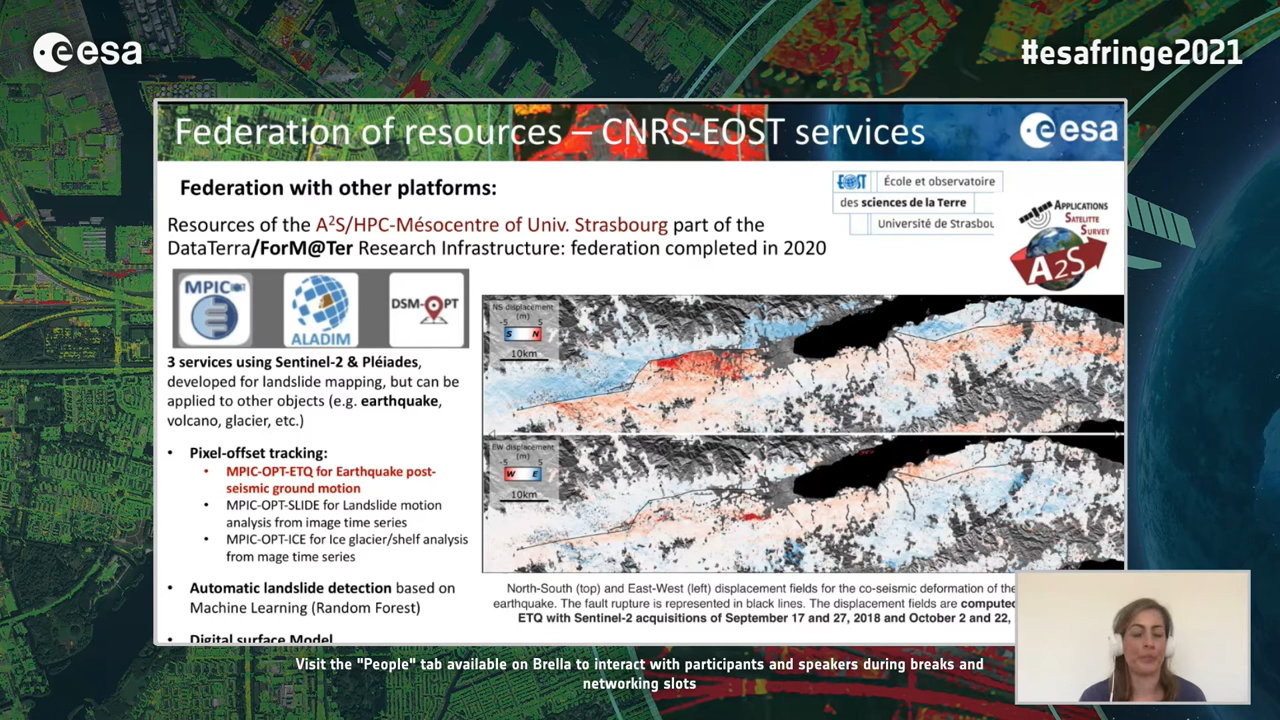 esa
#esafringe2021
Federation of resources – CNRS-EOST services
esa
Federation with other platforms:
EOST École et observatoire
des sciences de la Terre
Université de Strasbou
APPLICATIONS
SATELITTE
SURVEY
A2S
Resources of the A²S/HPC-Mésocentre of Univ. Strasbourg part of the
DataTerra/ForM@Ter Research Infrastructure: federation completed in 2020
MPIC
ALADIM
DSM-OPT
3 services using Sentinel-2 & Pléiades,
developed for landslide mapping, but can be
applied to other objects (e.g. earthquake,
volcano, glacier, etc.)
• Pixel-offset tracking:
• MPIC-OPT-ETQ for Earthquake post-
seismic ground motion
• MPIC-OPT-SLIDE for Landslide motion
analysis from image time series
• MPIC-OPT-ICE for Ice glacier/shelf analysis
from mage time series
• Automatic landslide detection based on
Machine Learning (Random Forest)
• Digital surface Model
NS displacement
(m)
-5 5
S N
10km
EW displacement
(m)
-5 5
W E
10km
North-South (top) and East-West (left) displacement fields for the co-seismic deformation of the
earthquake. The fault rupture is represented in black lines. The displacement fields are compute
ETQ with Sentinel-2 acquisitions of September 17 and 27, 2018 and October 2 and 22,
Visit the "People" tab available on Brella to interact with participants and speakers during breaks and
networking slots